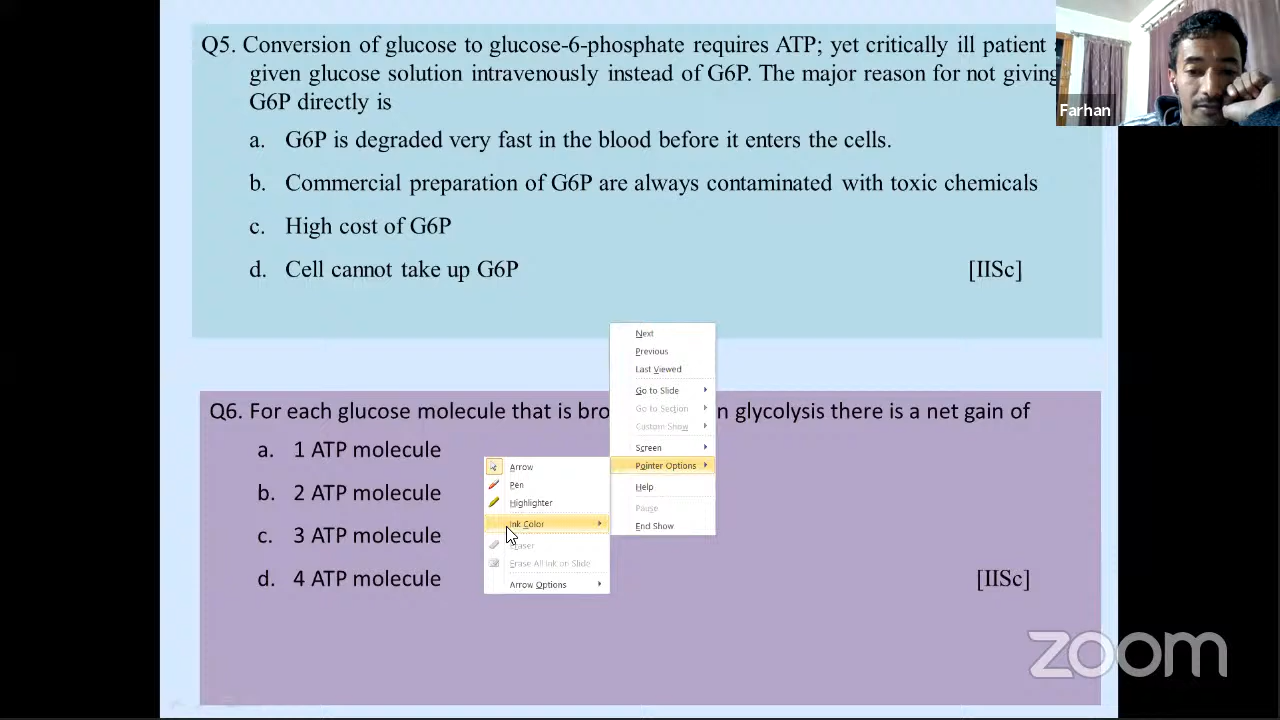 Q5. Conversion of glucose to glucose-6-phosphate requires ATP; yet critically ill patient
given glucose solution intravenously instead of G6P. The major reason for not giving
G6P directly is
a. G6P is degraded very fast in the blood before it enters the cells.
b. Commercial preparation of G6P are always contaminated with toxic chemicals
c. High cost of G6P
d. Cell cannot take up G6P [IISc]
Farhan
Next
Previous
Last Viewed
Go to Slide
Go to Section
Custom Show
Screen
Pointer Options
Help
Pause
End Show
Q6. For each glucose molecule that is bro n glycolysis there is a net gain of
a. 1 ATP molecule
b. 2 ATP molecule
c. 3 ATP molecule
d. 4 ATP molecule [IISc]
Arrow
Pen
Highlighter
Ink Color
Eraser
Erase All Ink on Slide
Arrow Options
zoom